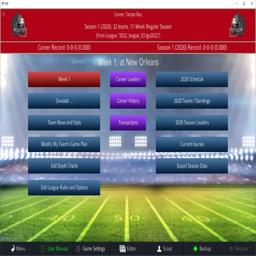 Career: Tampa Bay
Season 1 (2020), 32 teams, 17-Week Regular Season
(from League "2022_league_53.lgs2022")
Career Record: 0-0-0 (0.000)
Season 1 (2020) Record: 0-0-0 (0.000)
Week 1, at New Orleans
Week 1
Career Leaders
2020 Schedule
Simulate ...
Career History
2020 Teams / Standings
Team News and Stats
Transactions
2020 Season Leaders
Modify My Team's Game Plan
Current Injuries
Edit Depth Charts
Export Season Data
Edit League Rules and Options
Menu
User Manual
Game Settings
Editor
Scout
Backup
Recover